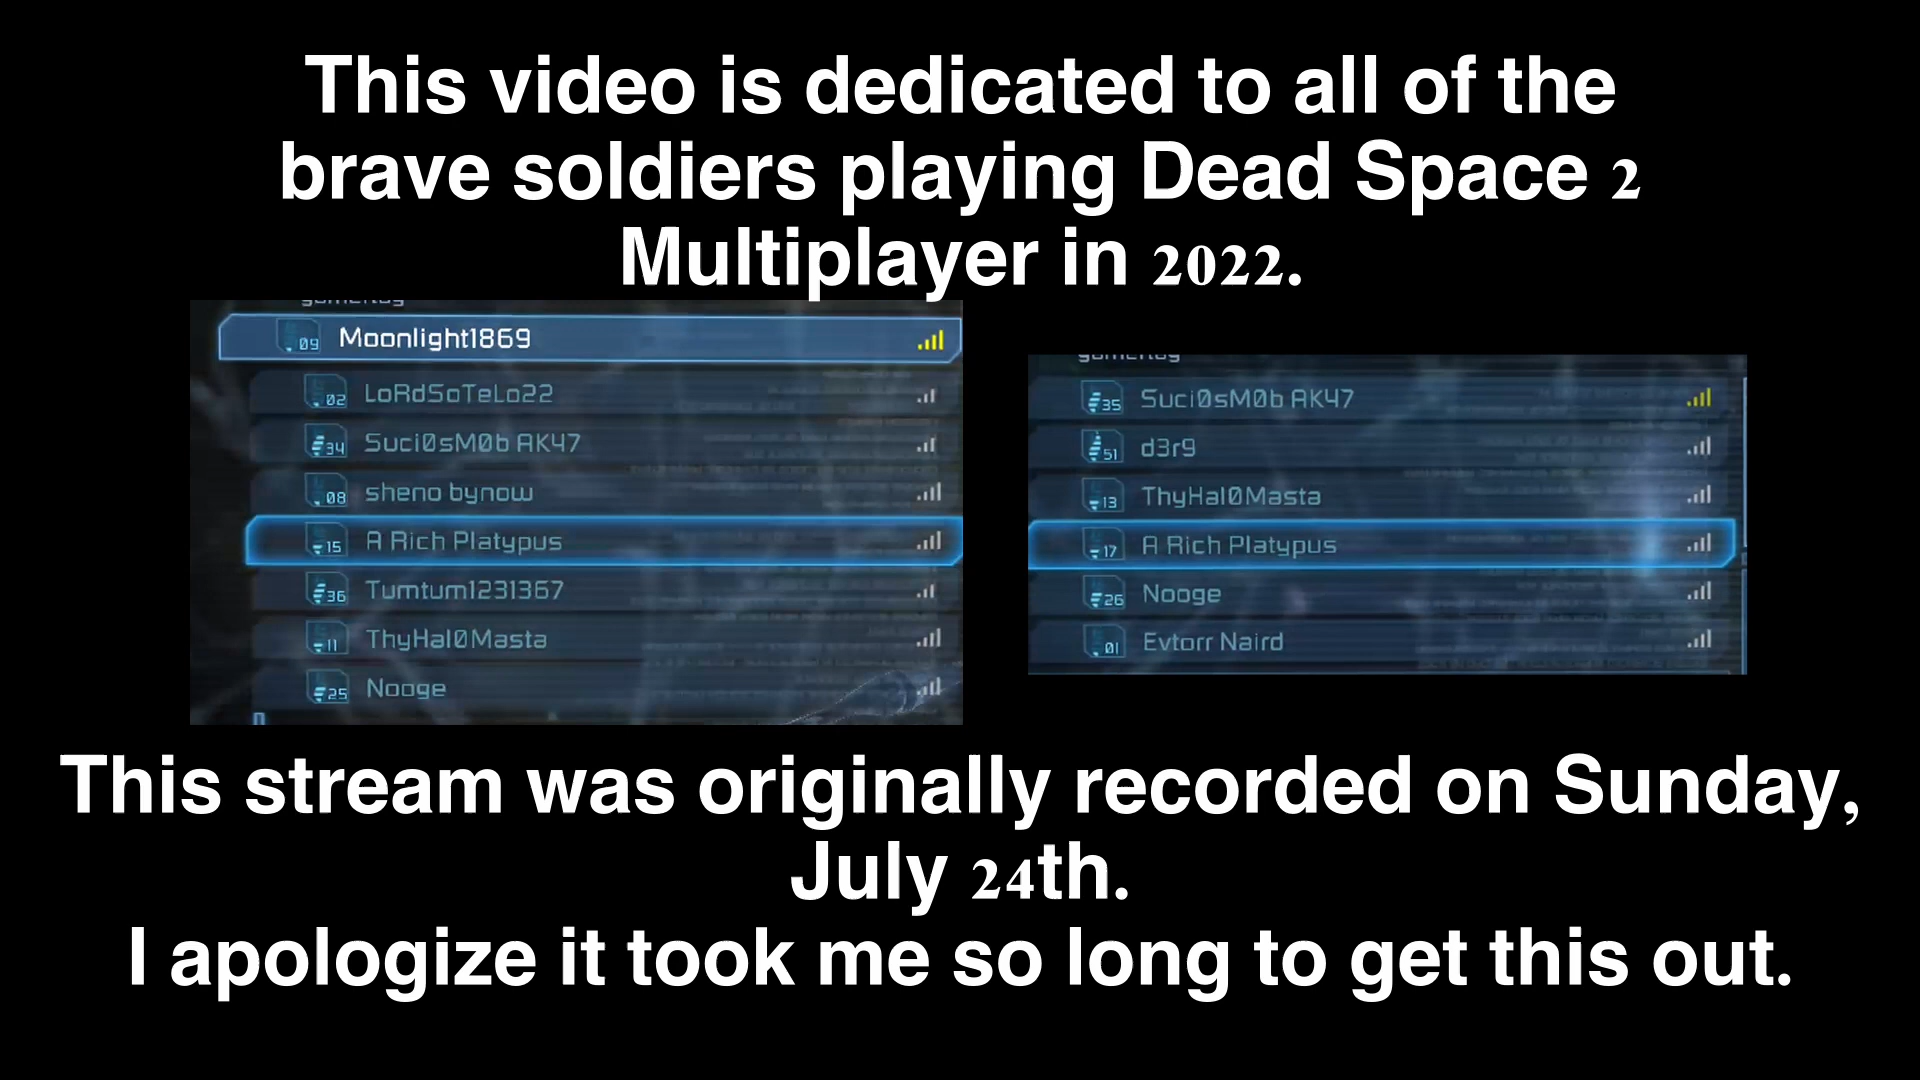 This video is dedicated to all of the
brave soldiers playing Dead Space 2
Multiplayer in 2022.
gamertag
09 Moonlight1869
02 LoRdSoTeLo22
34 Suci0sM0b AK47
08 sheno bynow
15 A Rich Platypus
36 Tumtum1231367
11 ThyHal0Masta
25 Nooge
gamertag
35 Suci0sM0b AK47
51 d3r9
13 ThyHal0Masta
17 A Rich Platypus
26 Nooge
01 Evtorr Naird
This stream was originally recorded on Sunday,
July 24th.
I apologize it took me so long to get this out.